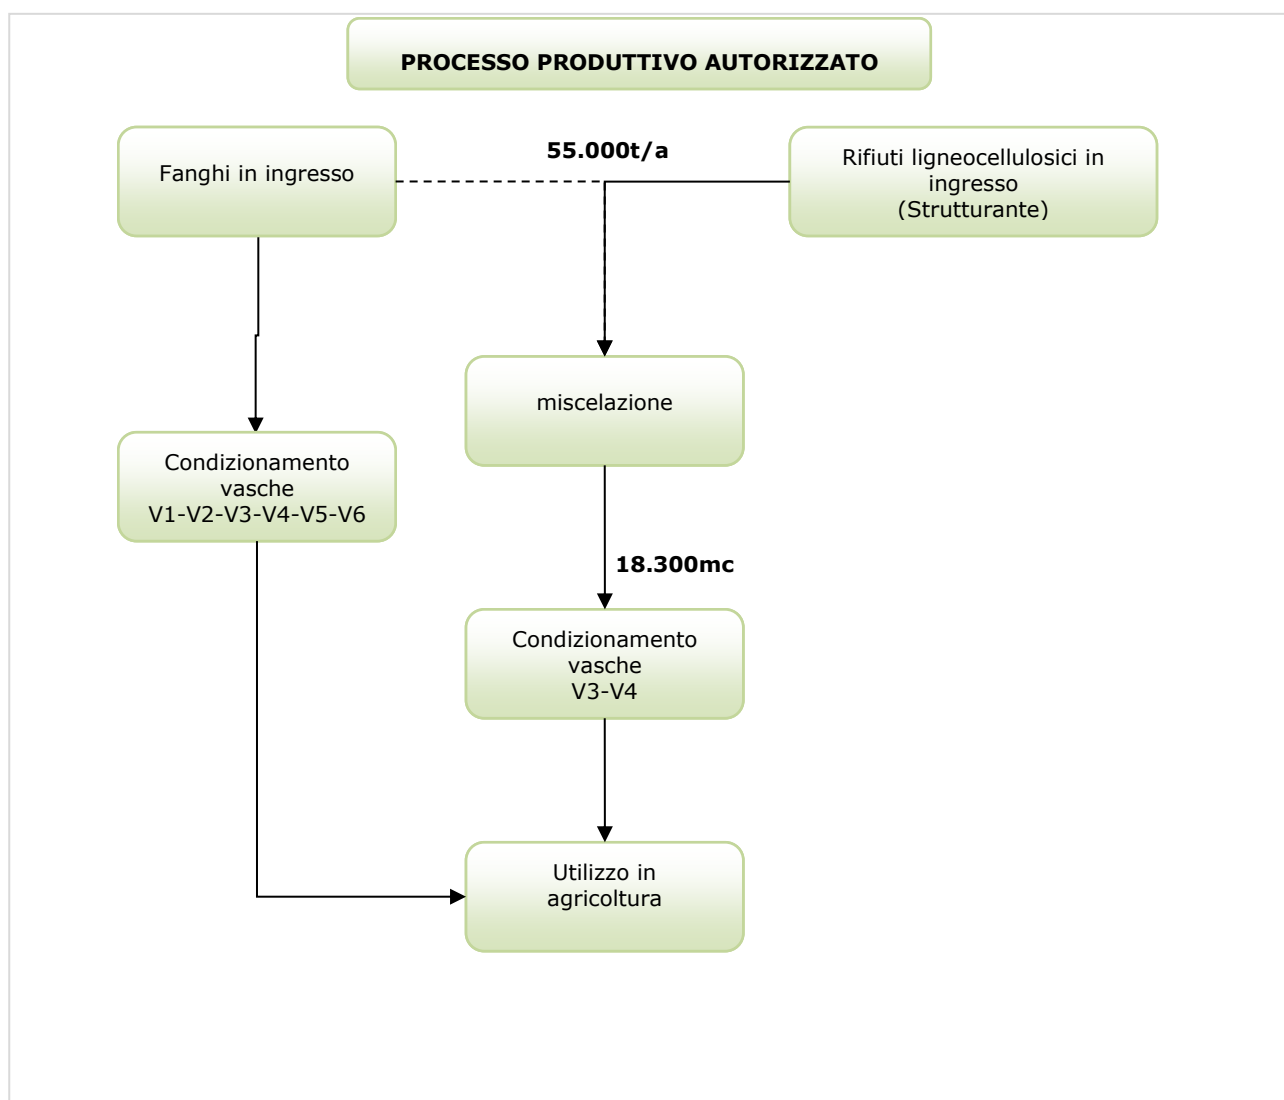 PROCESSO PRODUTTIVO AUTORIZZATO
Fanghi in ingresso
55.000t/a
Rifiuti ligneocellulosici in
ingresso
(Strutturante)
miscelazione
Condizionamento
vasche
V1-V2-V3-V4-V5-V6
18.300mc
Condizionamento
vasche
V3-V4
Utilizzo in
agricoltura